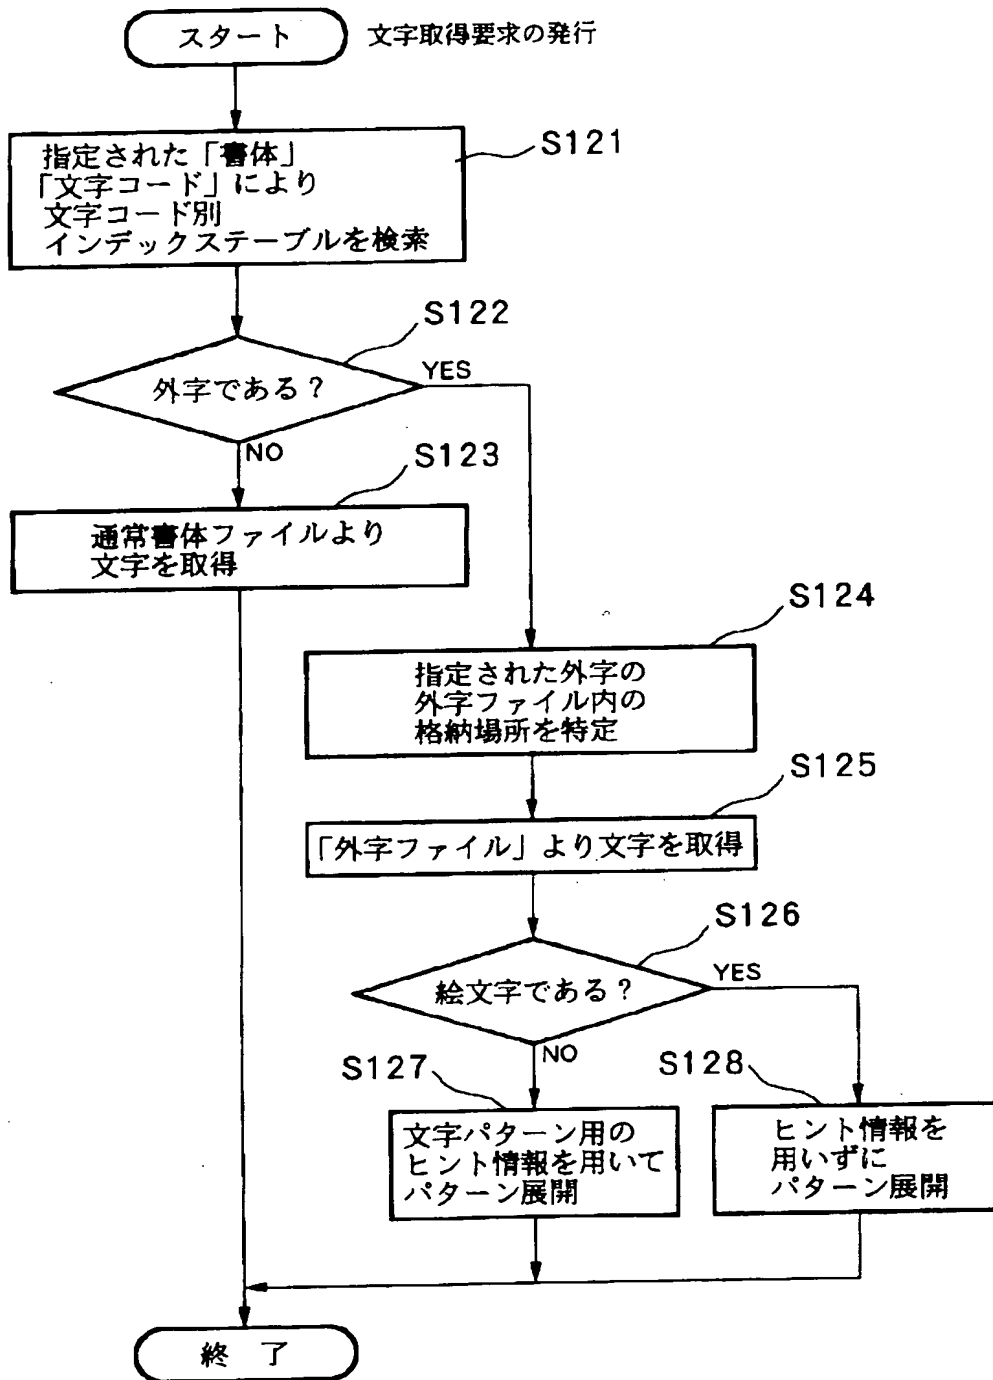 スタート
文字取得要求の発行
S121
指定された「書体」
「文字コード」により
文字コード別
インデックステーブルを検索
S122
外字である？
YES
NO
S123
通常書体ファイルより
文字を取得
S124
指定された外字の
外字ファイル内の
格納場所を特定
S125
「外字ファイル」より文字を取得
S126
絵文字である？
YES
NO
S127
文字パターン用の
ヒント情報を用いて
パターン展開
S128
ヒント情報を
用いずに
パターン展開
終 了